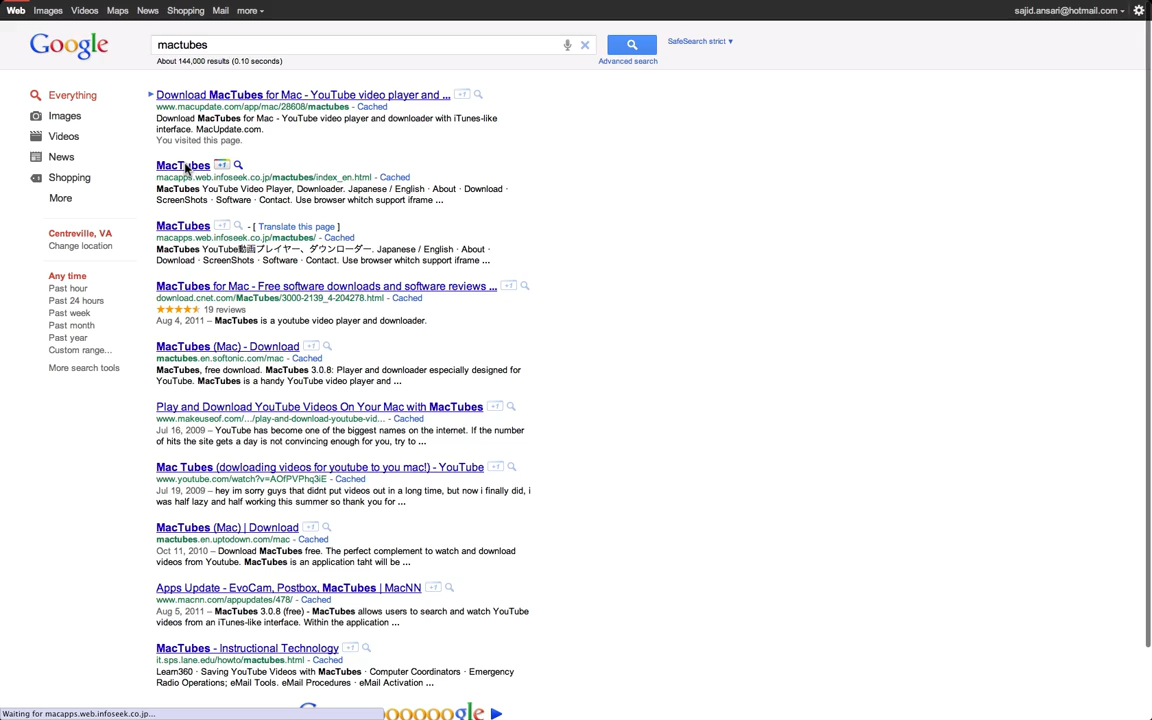 Web Images Videos Maps News Shopping Mail more
sajid.ansari@hotmail.com
Google
mactubes
SafeSearch strict
About 144,000 results (0.10 seconds)
Advanced search
Everything
Images
Videos
News
Shopping
More
Centreville, VA
Change location
Any time
Past hour
Past 24 hours
Past week
Past month
Past year
Custom range...
More search tools
Download MacTubes for Mac - YouTube video player and ... +1
www.macupdate.com/app/mac/28608/mactubes - Cached
Download MacTubes for Mac - YouTube video player and downloader with iTunes-like
interface. MacUpdate.com.
You visited this page.
MacTubes +1
macapps.web.infoseek.co.jp/mactubes/index_en.html - Cached
MacTubes YouTube Video Player, Downloader. Japanese / English · About · Download ·
ScreenShots · Software · Contact. Use browser whitch support iframe ...
MacTubes +1 - [ Translate this page ]
macapps.web.infoseek.co.jp/mactubes/ - Cached
MacTubes YouTube動画プレイヤー、ダウンローダー. Japanese / English · About ·
Download · ScreenShots · Software · Contact. Use browser whitch support iframe ...
MacTubes for Mac - Free software downloads and software reviews ... +1
download.cnet.com/MacTubes/3000-2139_4-204278.html - Cached
19 reviews
Aug 4, 2011 – MacTubes is a youtube video player and downloader.
MacTubes (Mac) - Download +1
mactubes.en.softonic.com/mac - Cached
MacTubes, free download. MacTubes 3.0.8: Player and downloader especially designed for
YouTube. MacTubes is a handy YouTube video player and ...
Play and Download YouTube Videos On Your Mac with MacTubes +1
www.makeuseof.com/.../play-and-download-youtube-vid... - Cached
Jul 16, 2009 – YouTube has become one of the biggest names on the internet. If the number
of hits the site gets a day is not convincing enough for you, try to ...
Mac Tubes (dowloading videos for youtube to you mac!) - YouTube +1
www.youtube.com/watch?v=AOfPVPhq3iE - Cached
Jul 19, 2009 – hey im sorry guys that didnt put videos out in a long time, but now i finally did, i
was half lazy and half working this summer so thank you for ...
MacTubes (Mac) | Download +1
mactubes.en.uptodown.com/mac - Cached
Oct 11, 2010 – Download MacTubes free. The perfect complement to watch and download
videos from Youtube. MacTubes is an application taht will be ...
Apps Update - EvoCam, Postbox, MacTubes | MacNN +1
www.macnn.com/appupdates/478/ - Cached
Aug 5, 2011 – MacTubes 3.0.8 (free) - MacTubes allows users to search and watch YouTube
videos from an iTunes-like interface. Within the application ...
MacTubes - Instructional Technology +1
it.sps.lane.edu/howto/mactubes.html - Cached
Learn360 · Saving YouTube Videos with MacTubes · Computer Coordinators · Emergency
Radio Operations; eMail Tools. eMail Procedures · eMail Activation ...
Waiting for macapps.web.infoseek.co.jp...